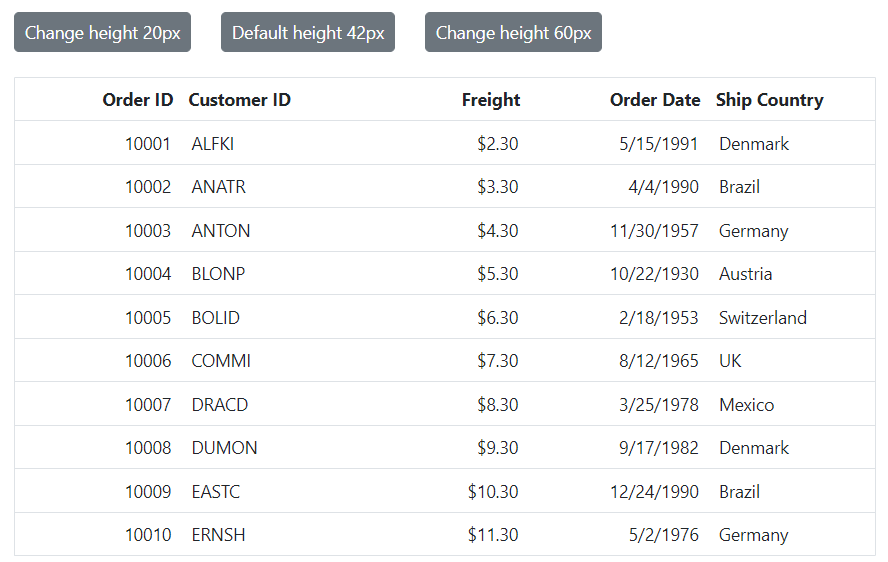 Change height 20px Default height 42px Change height 60px
Order ID Customer ID Freight Order Date Ship Country
10001 ALFKI $2.30 5/15/1991 Denmark
10002 ANATR $3.30 4/4/1990 Brazil
10003 ANTON $4.30 11/30/1957 Germany
10004 BLONP $5.30 10/22/1930 Austria
10005 BOLID $6.30 2/18/1953 Switzerland
10006 COMMI $7.30 8/12/1965 UK
10007 DRACD $8.30 3/25/1978 Mexico
10008 DUMON $9.30 9/17/1982 Denmark
10009 EASTC $10.30 12/24/1990 Brazil
10010 ERNSH $11.30 5/2/1976 Germany